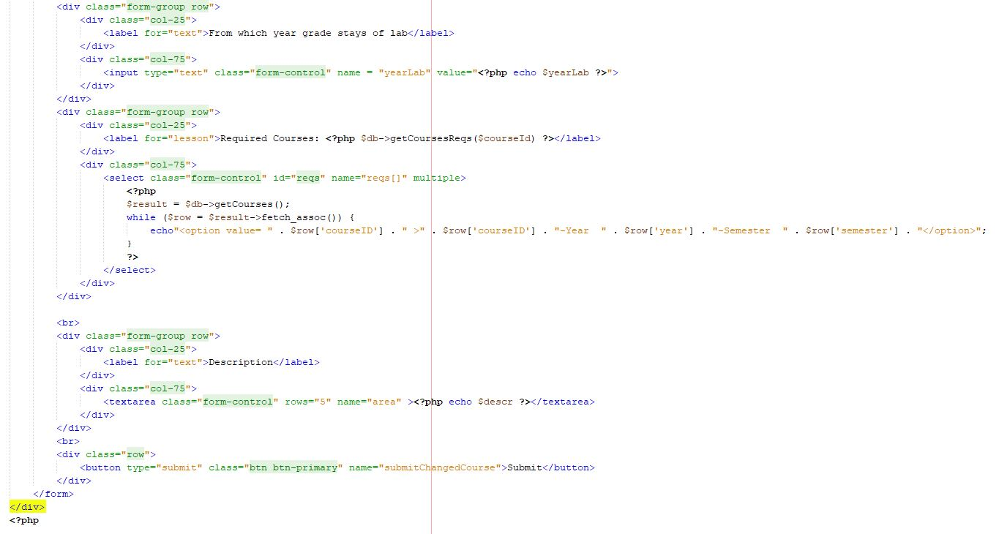 <div class="form-group row">
<div class="col-25">
<label for="text">From which year grade stays of lab</label>
</div>
<div class="col-75">
<input type="text" class="form-control" name = "yearLab" value="<?php echo $yearLab ?>">
</div>
</div>
<div class="form-group row">
<div class="col-25">
<label for="lesson">Required Courses: <?php $db->getCoursesReqs($courseId) ?></label>
</div>
<div class="col-75">
<select class="form-control" id="reqs" name="reqs[]" multiple>
<?php
$result = $db->getCourses();
while ($row = $result->fetch_assoc()) {
echo"<option value= " . $row['courseID'] . " >" . $row['courseID'] . "-Year  " . $row['year'] . "-Semester  " . $row['semester'] . "</option>";
}
?>
</select>
</div>
</div>
<br>
<div class="form-group row">
<div class="col-25">
<label for="text">Description</label>
</div>
<div class="col-75">
<textarea class="form-control" rows="5" name="area" ><?php echo $descr ?></textarea>
</div>
</div>
<br>
<div class="row">
<button type="submit" class="btn btn-primary" name="submitChangedCourse">Submit</button>
</div>
</form>
</div>
<?php